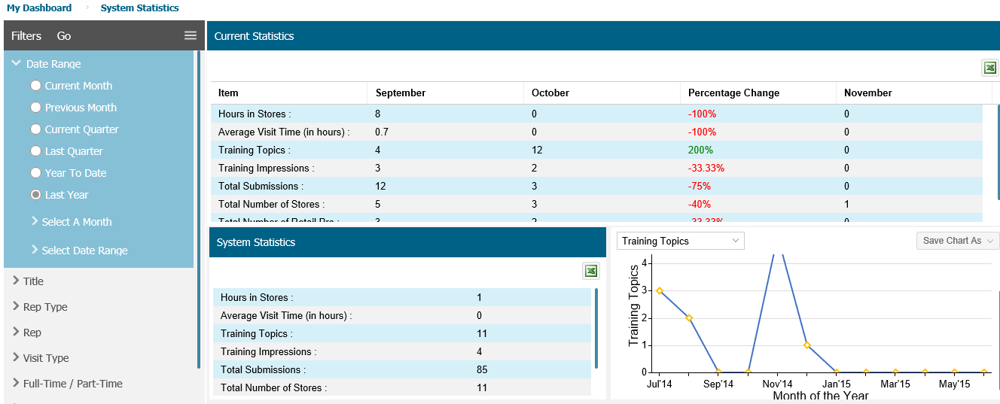 My Dashboard > System Statistics
Filters Go
Date Range
Current Month
Previous Month
Current Quarter
Last Quarter
Year To Date
Last Year
Select A Month
Select Date Range
Title
Rep Type
Rep
Visit Type
Full-Time / Part-Time
Current Statistics
Item September October Percentage Change November
Hours in Stores : 8 0 -100% 0
Average Visit Time (in hours) : 0.7 0 -100% 0
Training Topics : 4 12 200% 0
Training Impressions : 3 2 -33.33% 0
Total Submissions : 12 3 -75% 0
Total Number of Stores : 5 3 -40% 1
Total Number of Retail Pro : 3 2 -33.33% 0
System Statistics
Hours in Stores : 1
Average Visit Time (in hours) : 0
Training Topics : 11
Training Impressions : 4
Total Submissions : 85
Total Number of Stores : 11
Training Topics
Save Chart As
Training Topics
4
3
2
1
0
Jul'14 Sep'14 Nov'14 Jan'15 Mar'15 May'15
Month of the Year